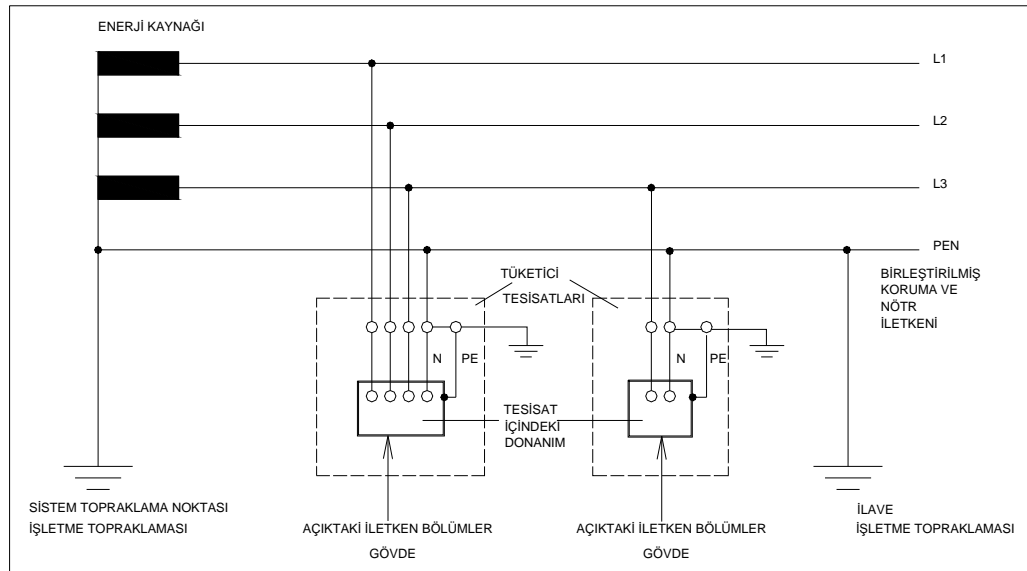 ENERJİ KAYNAĞI
L1
L2
L3
PEN
BİRLEŞTİRİLMİŞ
KORUMA VE
NÖTR
İLETKENİ
TÜKETİCİ
TESİSATLARI
N
PE
N
PE
TESİSAT
İÇİNDEKİ
DONANIM
SİSTEM TOPRAKLAMA NOKTASI
İŞLETME TOPRAKLAMASI
AÇIKTAKİ İLETKEN BÖLÜMLER
GÖVDE
AÇIKTAKİ İLETKEN BÖLÜMLER
GÖVDE
İLAVE
İŞLETME TOPRAKLAMASI